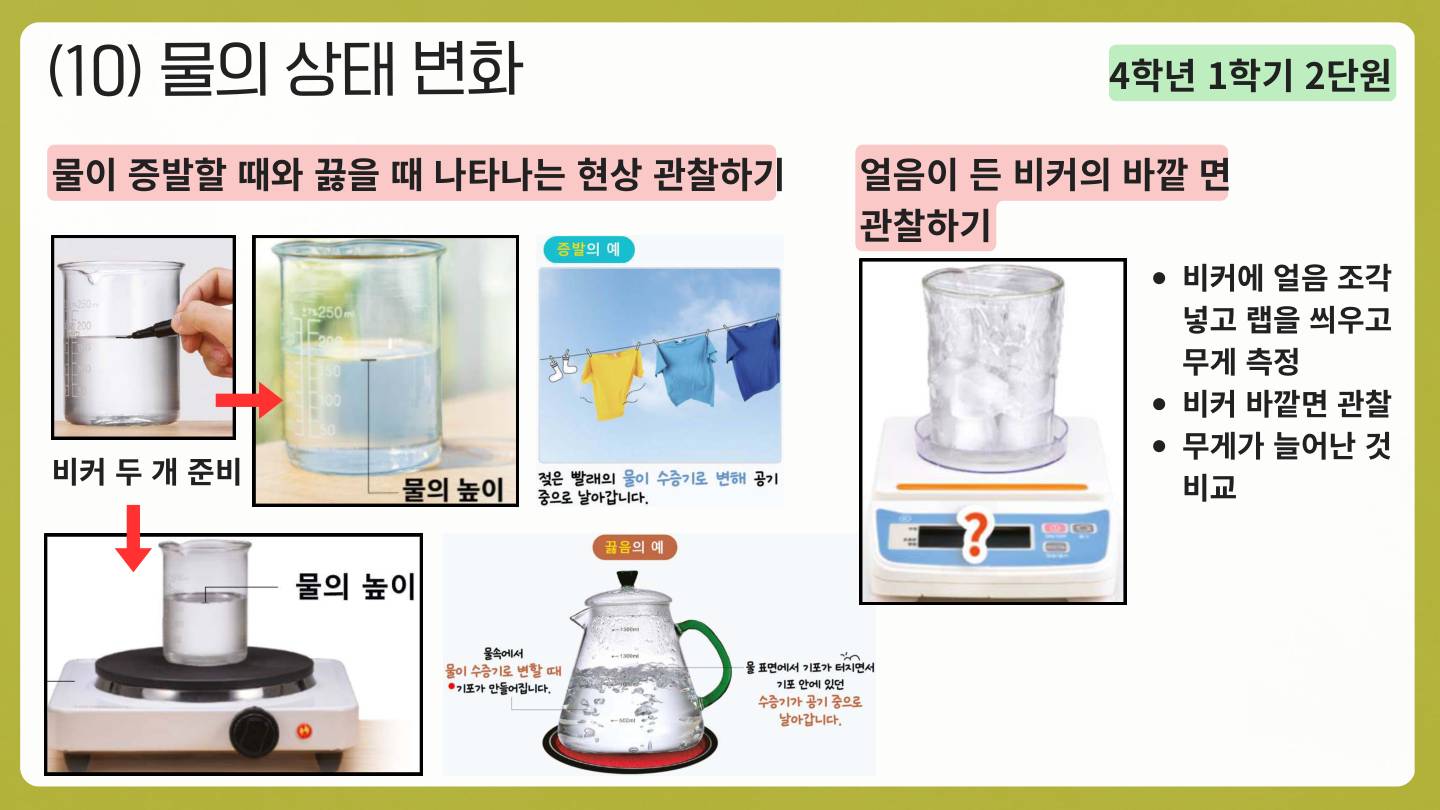 (10) 물의 상태 변화
4학년 1학기 2단원
물이 증발할 때와 끓을 때 나타나는 현상 관찰하기
비커 두 개 준비
250 ml
200
150
100
50
물의 높이
증발의 예
젖은 빨래의 물이 수증기로 변해 공기
중으로 날아갑니다.
물의 높이
끓음의 예
물속에서
물이 수증기로 변할 때
기포가 만들어집니다.
1500ml
1300ml
500ml
물 표면에서 기포가 터지면서
기포 안에 있던
수증기가 공기 중으로
날아갑니다.
얼음이 든 비커의 바깥 면
관찰하기
?
• 비커에 얼음 조각
넣고 랩을 씌우고
무게 측정
• 비커 바깥면 관찰
• 무게가 늘어난 것
비교